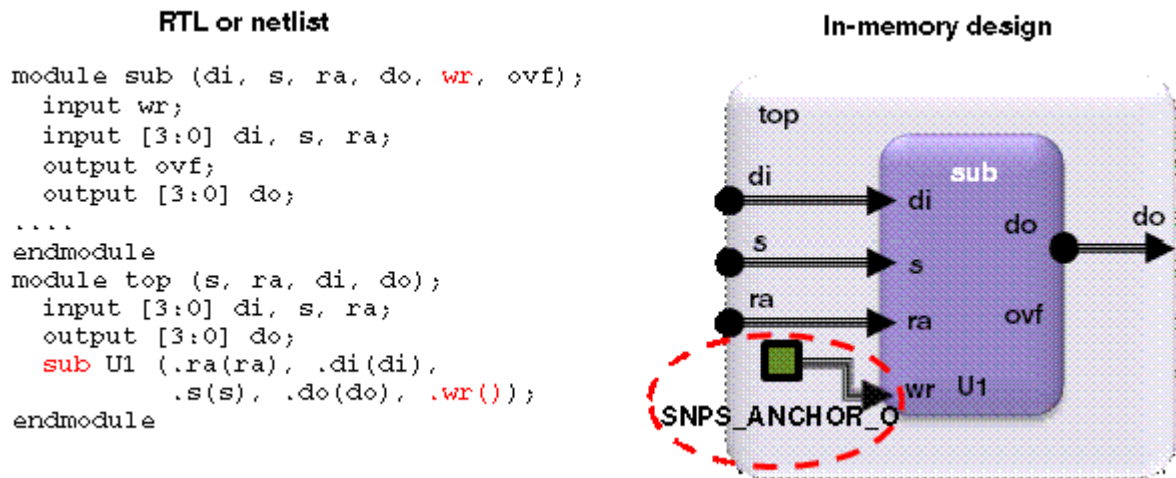 RTL or netlist
module sub (di, s, ra, do, wr, ovf);
input wr;
input [3:0] di, s, ra;
output ovf;
output [3:0] do;
....
endmodule
module top (s, ra, di, do);
input [3:0] di, s, ra;
output [3:0] do;
sub U1 (.ra(ra), .di(di),
.s(s), .do(do), .wr());
endmodule
In-memory design
top
sub
di
di
do
do
s
s
ra
ra
ovf
wr
U1
SNPS_ANCHOR_0